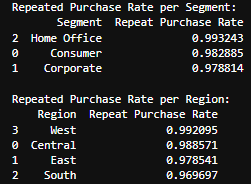 Repeated Purchase Rate per Segment:
Segment Repeat Purchase Rate
2 Home Office 0.993243
0 Consumer 0.982885
1 Corporate 0.978814
Repeated Purchase Rate per Region:
Region Repeat Purchase Rate
3 West 0.992095
0 Central 0.988571
1 East 0.978541
2 South 0.969697